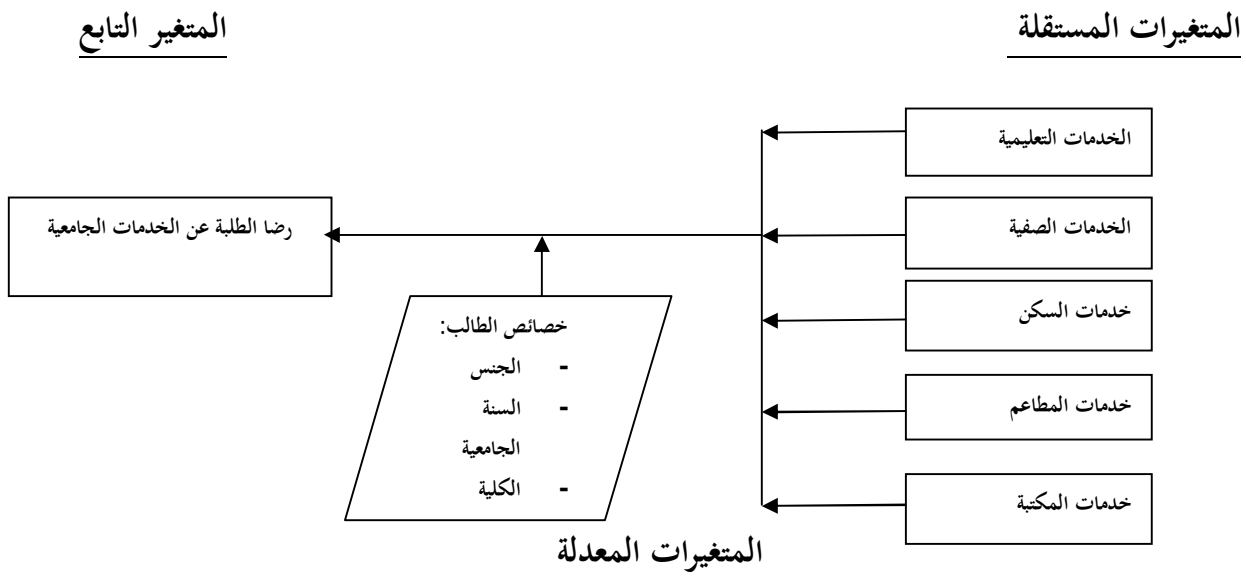 المتغيرات المستقلة
المتغير التابع
الخدمات التعليمية
الخدمات الصفية
رضا الطلبة عن الخدمات الجامعية
خدمات السكن
خصائص الطالب:
- الجنس
- السنة
الجامعية
- الكلية
خدمات المطاعم
خدمات المكتبة
المتغيرات المعدلة